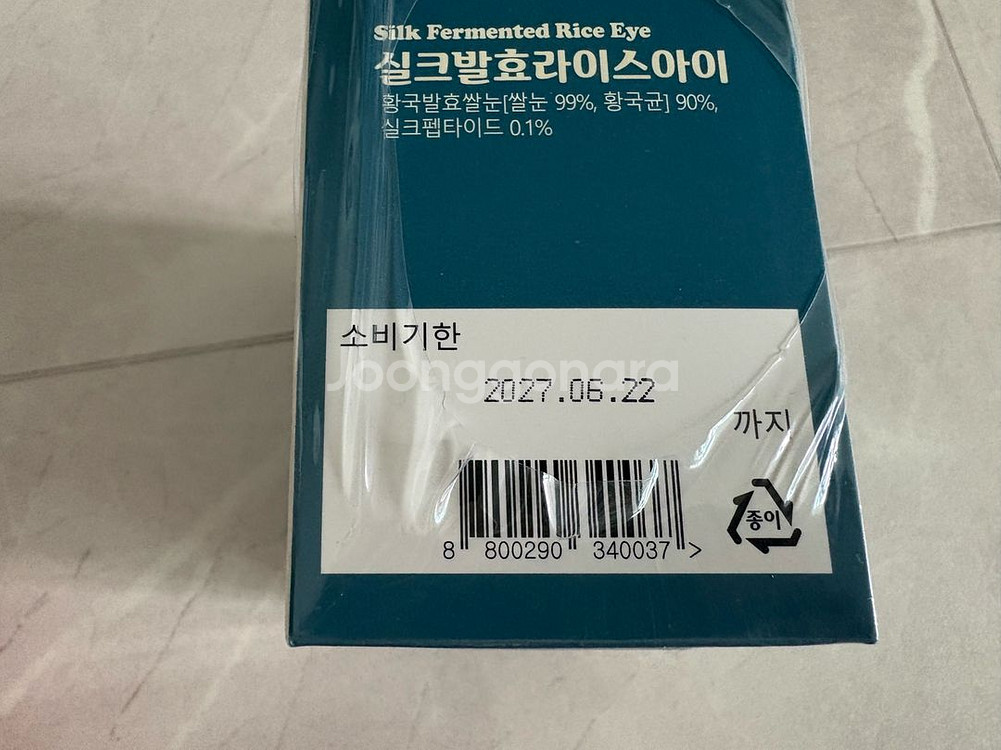 Silk Fermented Rice Eye
실크발효라이스아이
황국발효쌀눈[쌀눈 99%, 황국균] 90%,
실크펩타이드 0.1%
소비기한
Joonggonara
2027.06.22
까지
종이
8 800290 340037 >